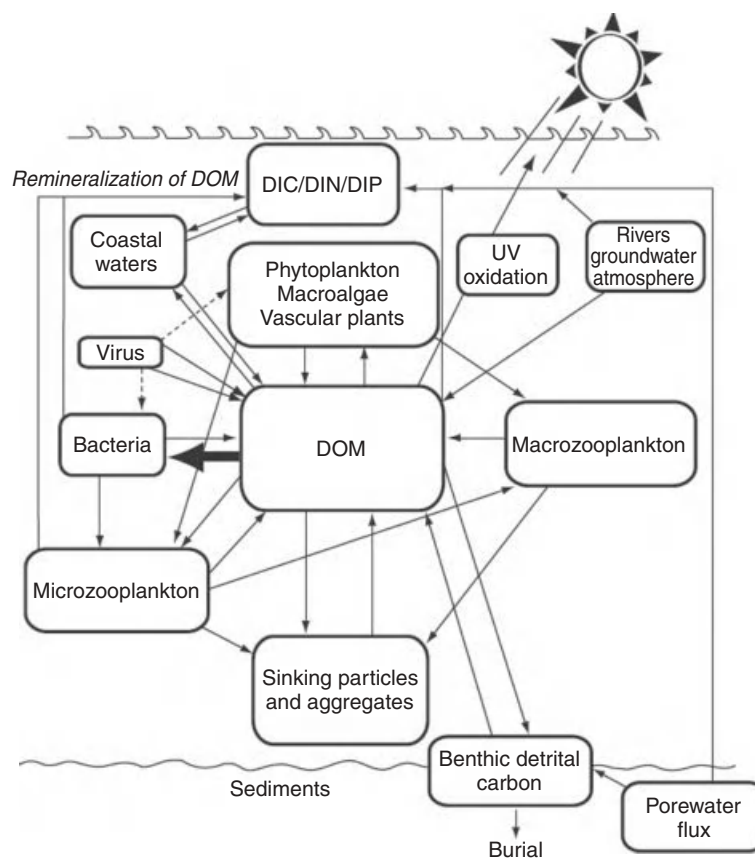 Remineralization of DOM
DIC/DIN/DIP
Coastal
waters
Phytoplankton
Macroalgae
Vascular plants
UV
oxidation
Rivers
groundwater
atmosphere
Virus
Bacteria
DOM
Macrozooplankton
Microzooplankton
Sinking particles
and aggregates
Benthic detrital
carbon
Sediments
Porewater
flux
Burial